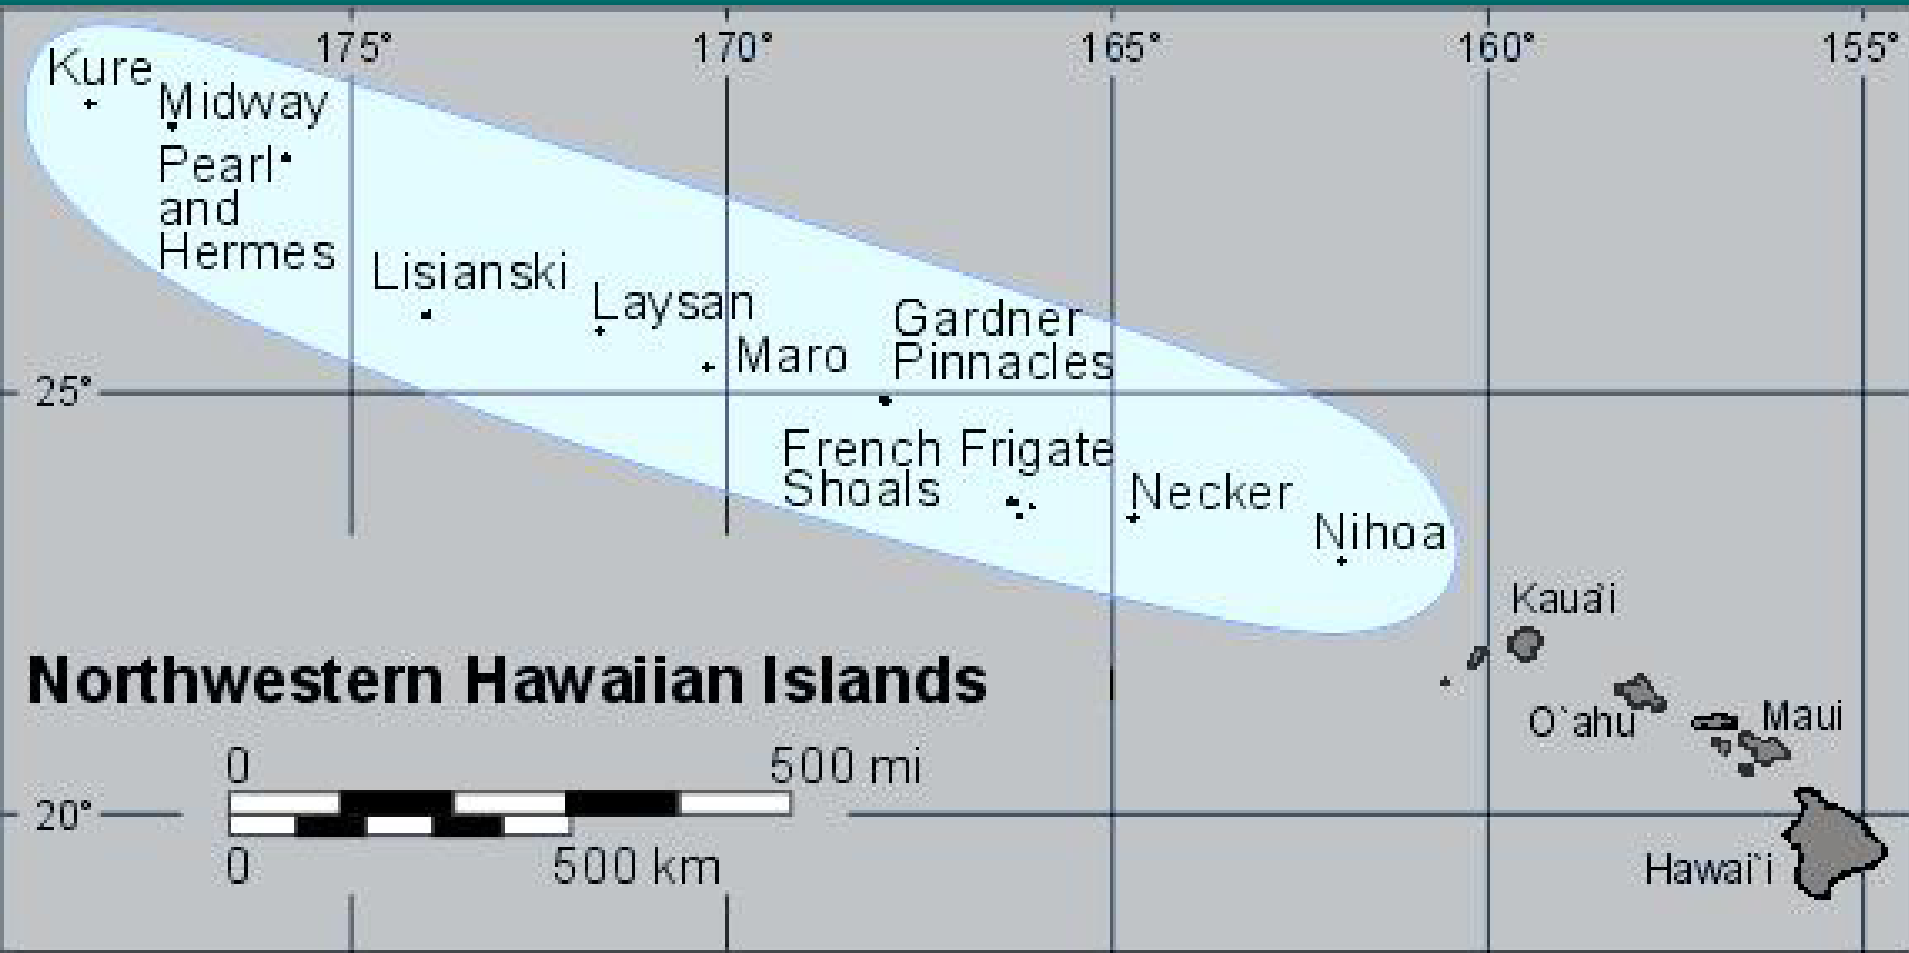 175°
170°
165°
160°
155°
Kure
Midway
Pearl
and
Hermes
Lisianski
Laysan
Maro
Gardner
Pinnacles
25°
French Frigate
Shoals
Necker
Nihoa
Kaua`i
Northwestern Hawaiian Islands
O`ahu
Maui
0
500 mi
20°
0
500 km
Hawai`i